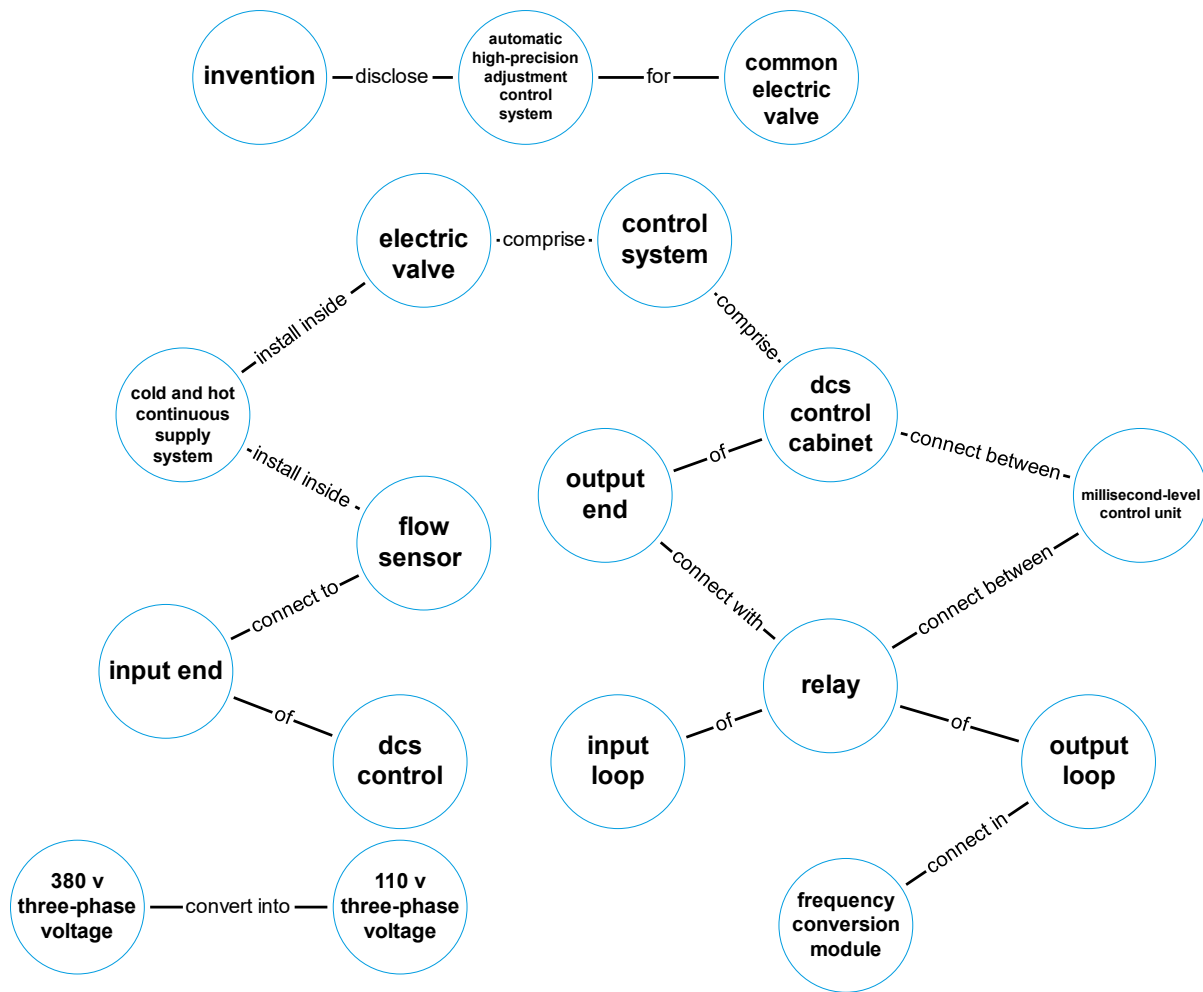 invention
disclose
automatic
high-precision
adjustment
control
system
for
common
electric
valve
electric
valve
comprise
control
system
install inside
comprise
cold and hot
continuous
supply
system
dcs
control
cabinet
install inside
of
connect between
output
end
millisecond-level
control unit
flow
sensor
connect to
connect with
connect between
input end
relay
of
dcs
control
of
input
loop
of
output
loop
connect in
380 v
three-phase
voltage
convert into
110 v
three-phase
voltage
frequency
conversion
module